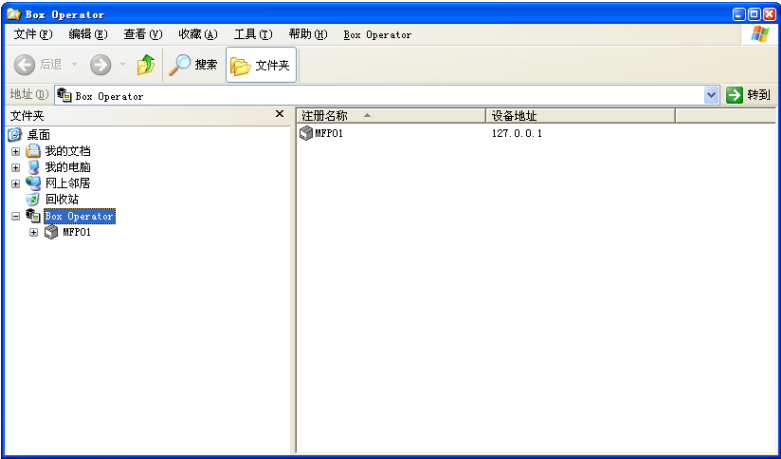 Box Operator
文件(F) 编辑(E) 查看(V) 收藏(A) 工具(T) 帮助(H) Box Operator
后退 搜索 文件夹
地址(D) Box Operator 转到
文件夹 注册名称 设备地址
桌面 MFP01 127.0.0.1
我的文档
我的电脑
网上邻居
回收站
Box Operator
MFP01